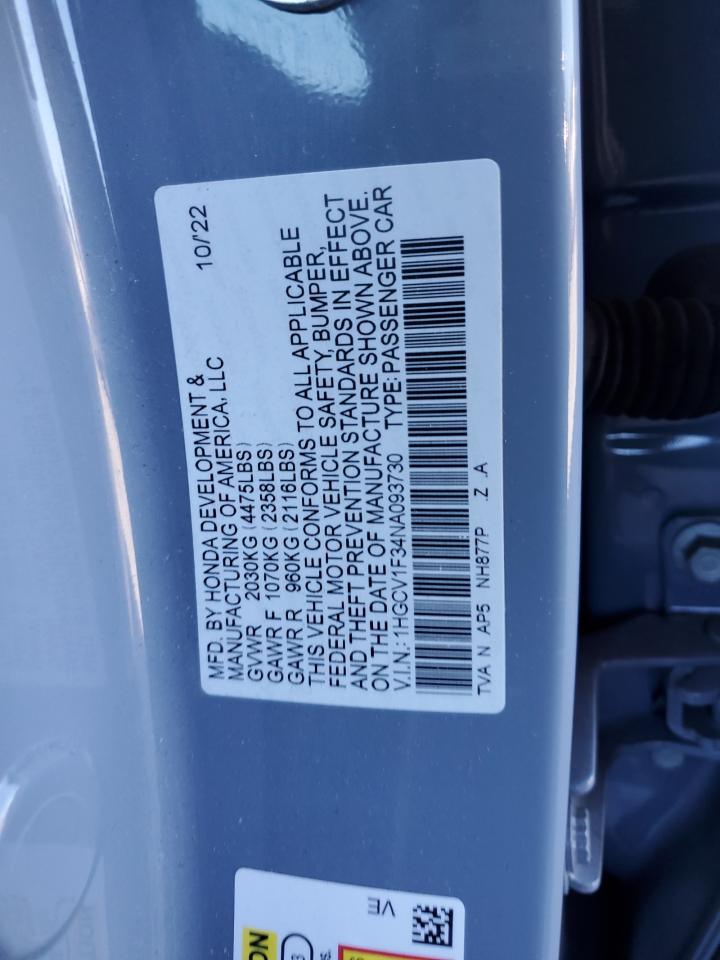 MFD. BY HONDA DEVELOPMENT &
MANUFACTURING OF AMERICA, LLC 10/'22
GVWR 2030KG (4475LBS)
GAWR F 1070KG (2358LBS)
GAWR R 960KG (2116LBS)
THIS VEHICLE CONFORMS TO ALL APPLICABLE
FEDERAL MOTOR VEHICLE SAFETY, BUMPER,
AND THEFT PREVENTION STANDARDS IN EFFECT
ON THE DATE OF MANUFACTURE SHOWN ABOVE.
V.I.N.: 1HGCV1F34NA093730 TYPE: PASSENGER CAR
TVA N AP5 NH877P Z A